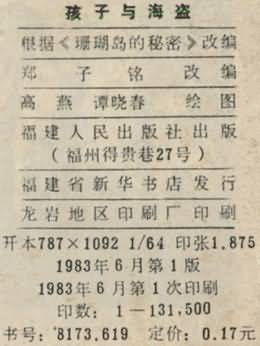 孩子与海盗
根据《珊瑚岛的秘密》改编
郑子铭 改编
高燕 谭晓春 绘图
福建人民出版社出版
(福州得贵巷27号)
福建省新华书店发行
龙岩地区印刷厂印刷
开本787×1092 1/64 印张1.875
1983年6月第1版
1983年6月第1次印刷
印数：1—131,500
书号：8173.619 定价：0.17元